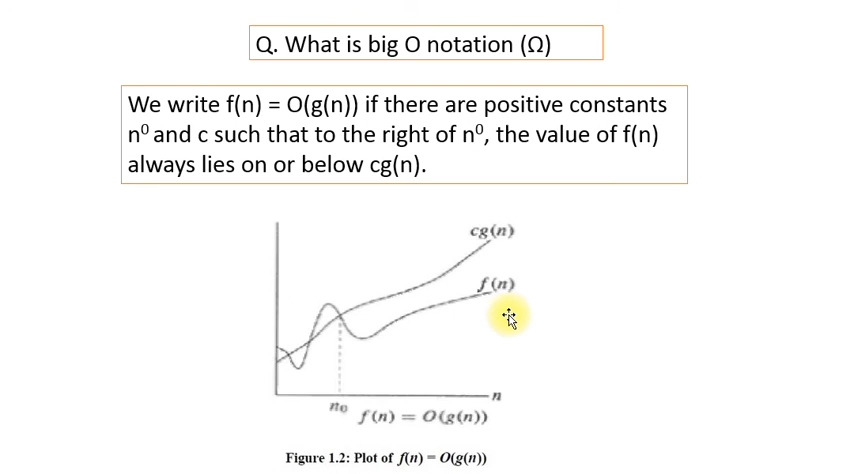 Q. What is big O notation (Ω)
We write f(n) = O(g(n)) if there are positive constants
n⁰ and c such that to the right of n⁰, the value of f(n)
always lies on or below cg(n).
cg(n)
f(n)
n
n₀
f(n) = O(g(n))
Figure 1.2: Plot of f(n) = O(g(n))